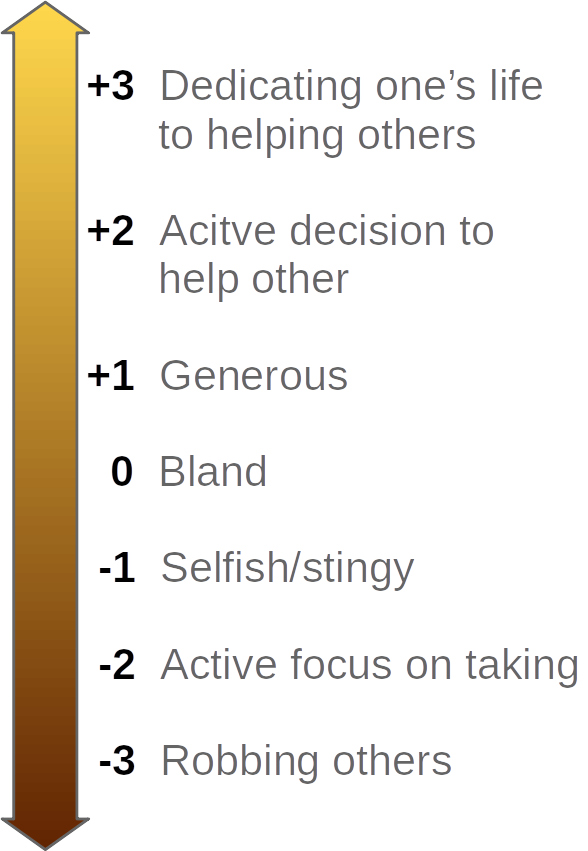 +3 Dedicating one’s life
to helping others
+2 Acitve decision to
help other
+1 Generous
0 Bland
-1 Selfish/stingy
-2 Active focus on taking
-3 Robbing others